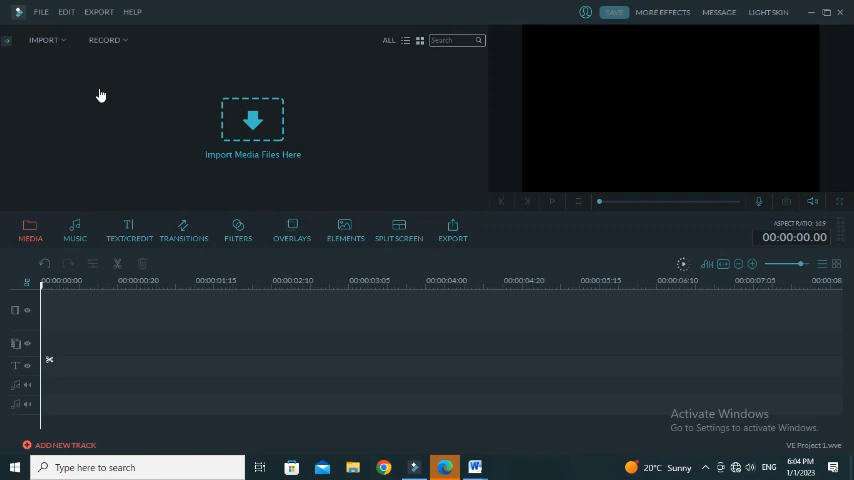 FILE EDIT EXPORT HELP SAVE MORE EFFECTS MESSAGE LIGHT SKIN
IMPORT RECORD ALL Search
Import Media Files Here
MEDIA MUSIC TEXT/CREDIT TRANSITIONS FILTERS OVERLAYS ELEMENTS SPLIT SCREEN EXPORT
ASPECT RATIO: 16:9
00:00:00.00
00:00:00:00 00:00:00:20 00:00:01:15 00:00:02:10 00:00:03:05 00:00:04:00 00:00:04:20 00:00:05:15 00:00:06:10 00:00:07:05 00:00:08
Activate Windows
Go to Settings to activate Windows.
ADD NEW TRACK VE Project 1.wve
Type here to search 20°C Sunny ENG 6:04 PM
1/1/2023